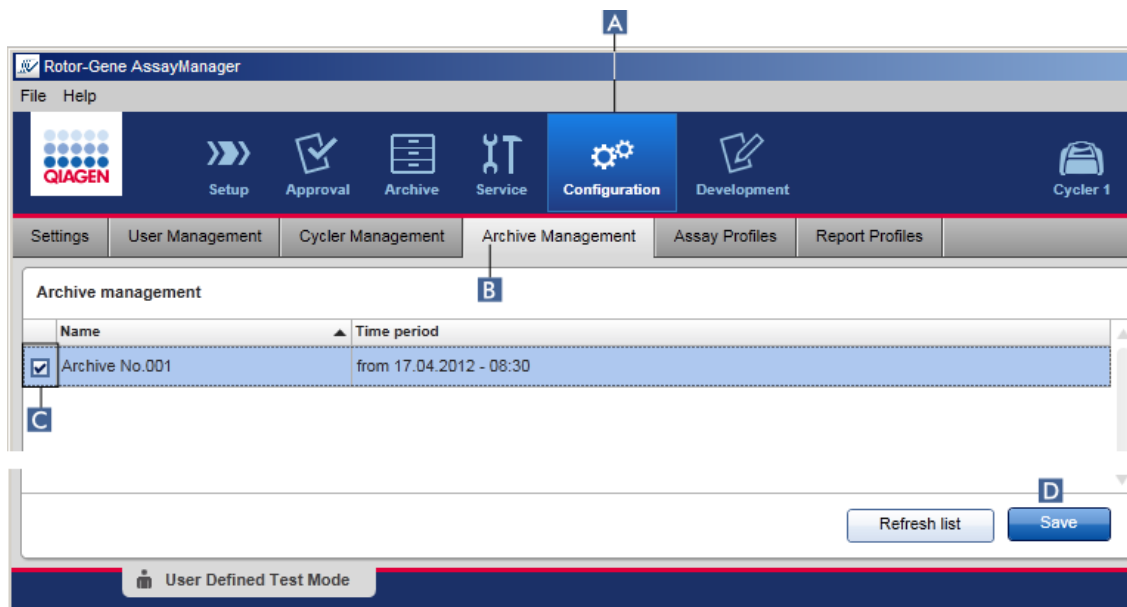 A
Rotor-Gene AssayManager
File Help
QIAGEN
Setup Approval Archive Service Configuration Development Cycler 1
Settings User Management Cycler Management Archive Management Assay Profiles Report Profiles
B
Archive management
Name Time period
Archive No.001 from 17.04.2012 - 08:30
C
D
Refresh list Save
User Defined Test Mode